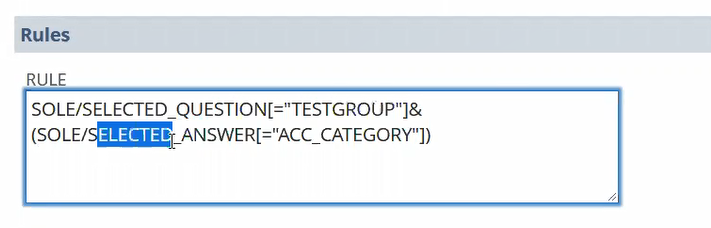 Rules
RULE
SOLE/SELECTED_QUESTION[="TESTGROUP"]&
(SOLE/SELECTED_ANSWER[="ACC_CATEGORY"])